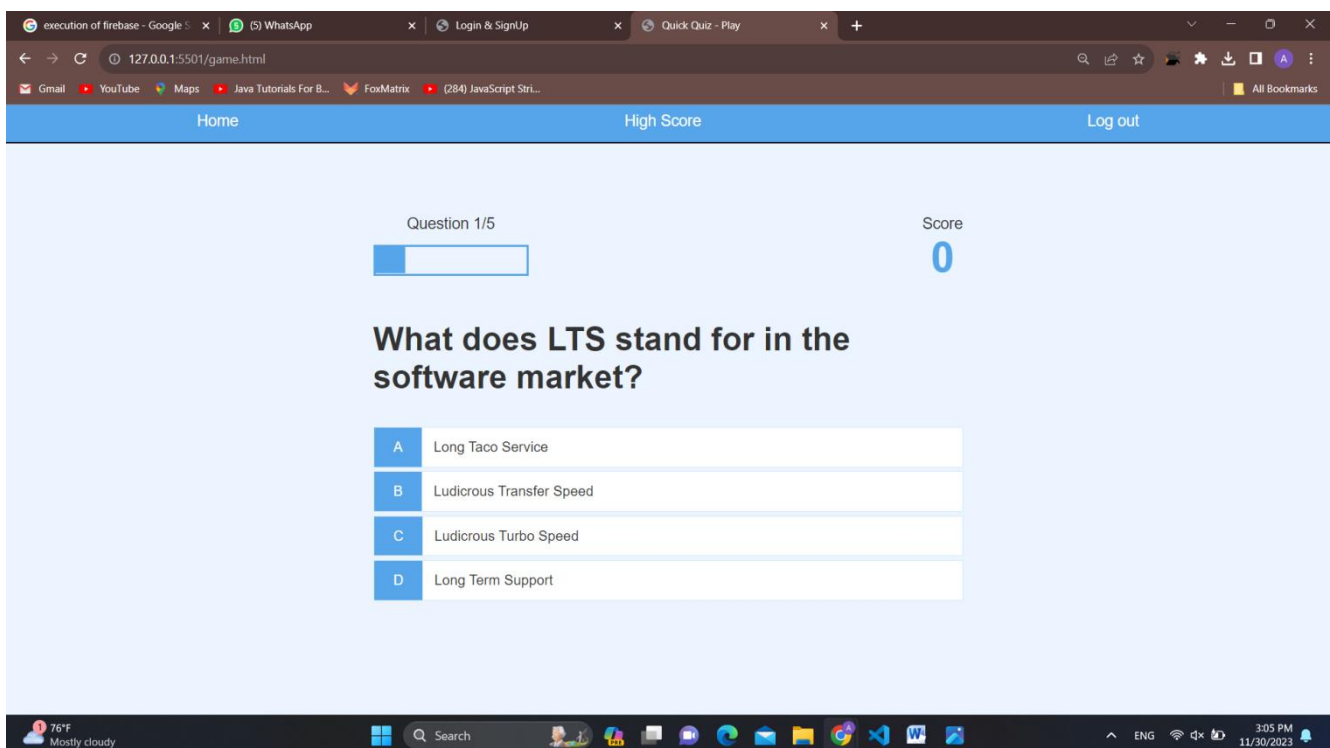 execution of firebase - Google S
(5) WhatsApp
Login & SignUp
Quick Quiz - Play
127.0.0.1:5501/game.html
A
Gmail YouTube Maps Java Tutorials For B... FoxMatrix (284) JavaScript Stri... All Bookmarks
Home High Score Log out
Question 1/5 Score
0
What does LTS stand for in the
software market?
A Long Taco Service
B Ludicrous Transfer Speed
C Ludicrous Turbo Speed
D Long Term Support
1 76°F
Mostly cloudy
Search
PRE
A
W
ENG
3:05 PM
11/30/2023